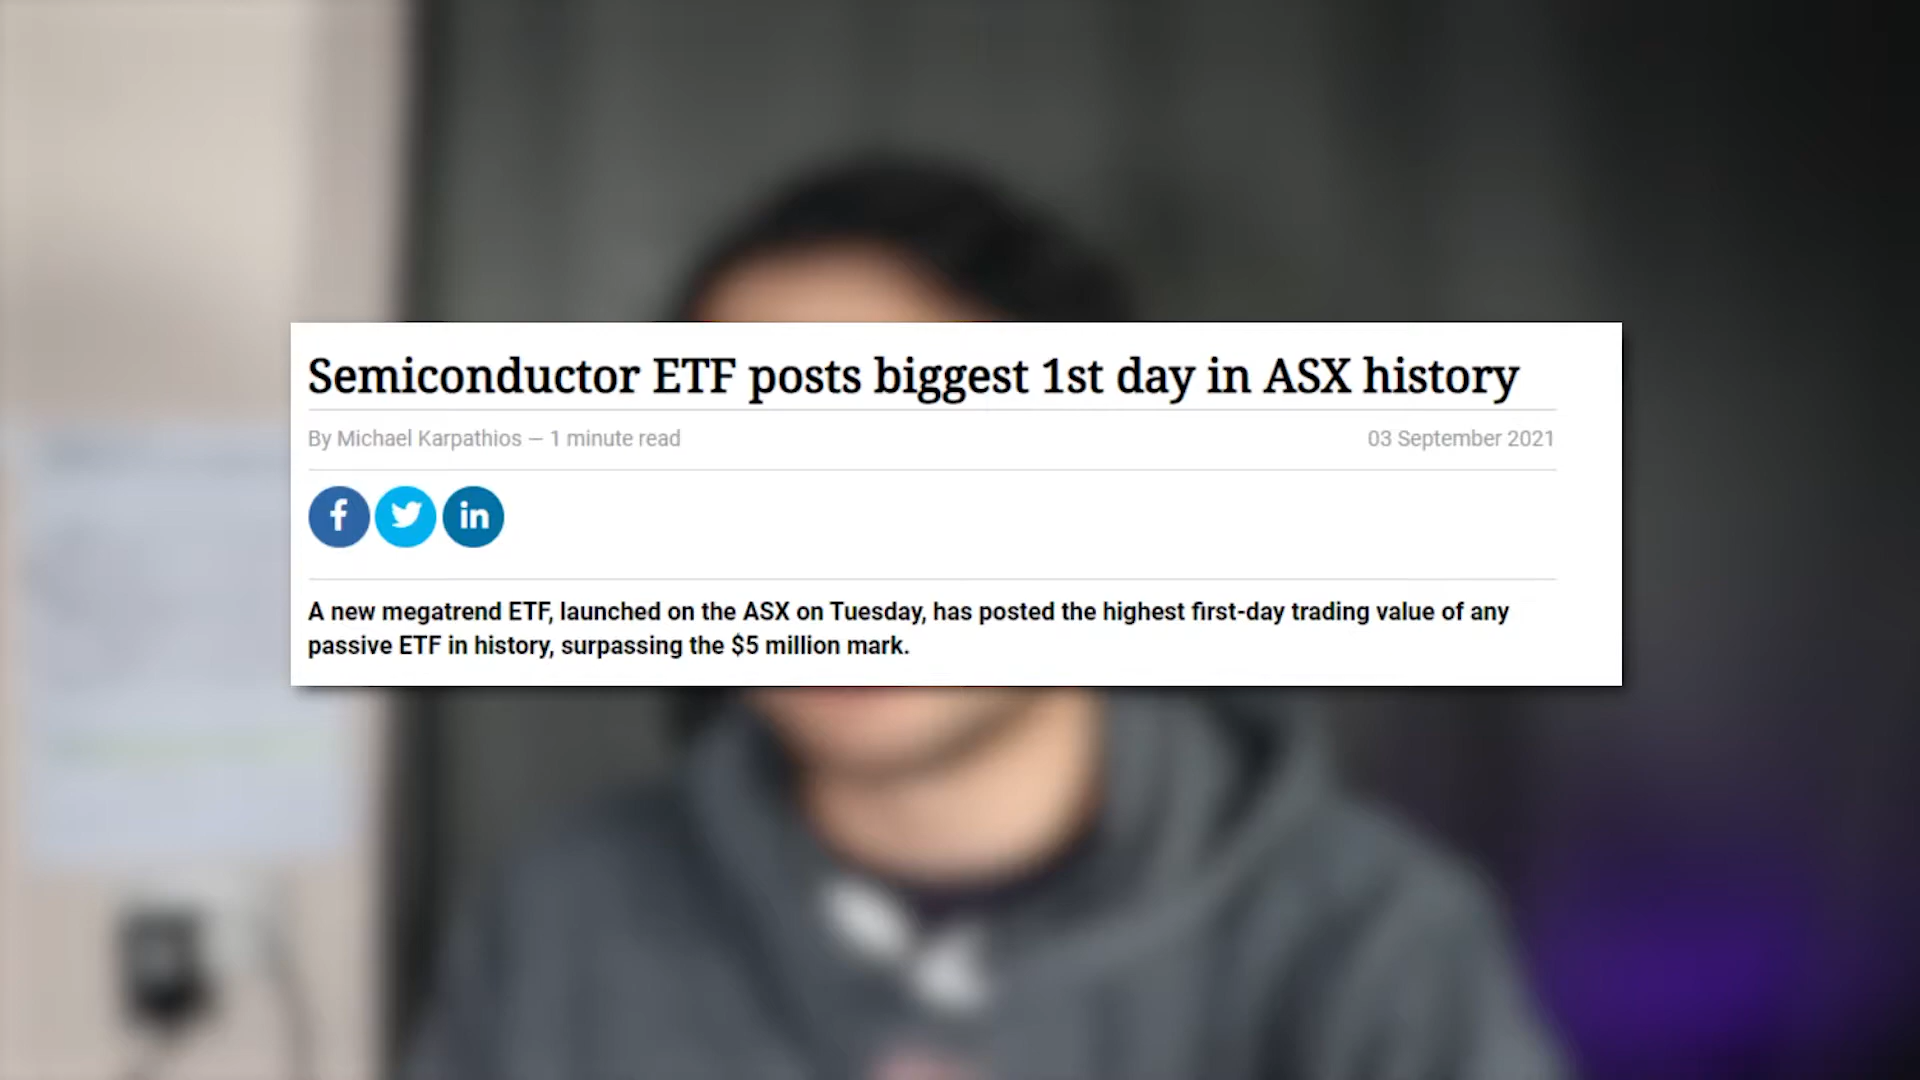 Semiconductor ETF posts biggest 1st day in ASX history
By Michael Karpathios — 1 minute read
03 September 2021
f
in
A new megatrend ETF, launched on the ASX on Tuesday, has posted the highest first-day trading value of any
passive ETF in history, surpassing the $5 million mark.